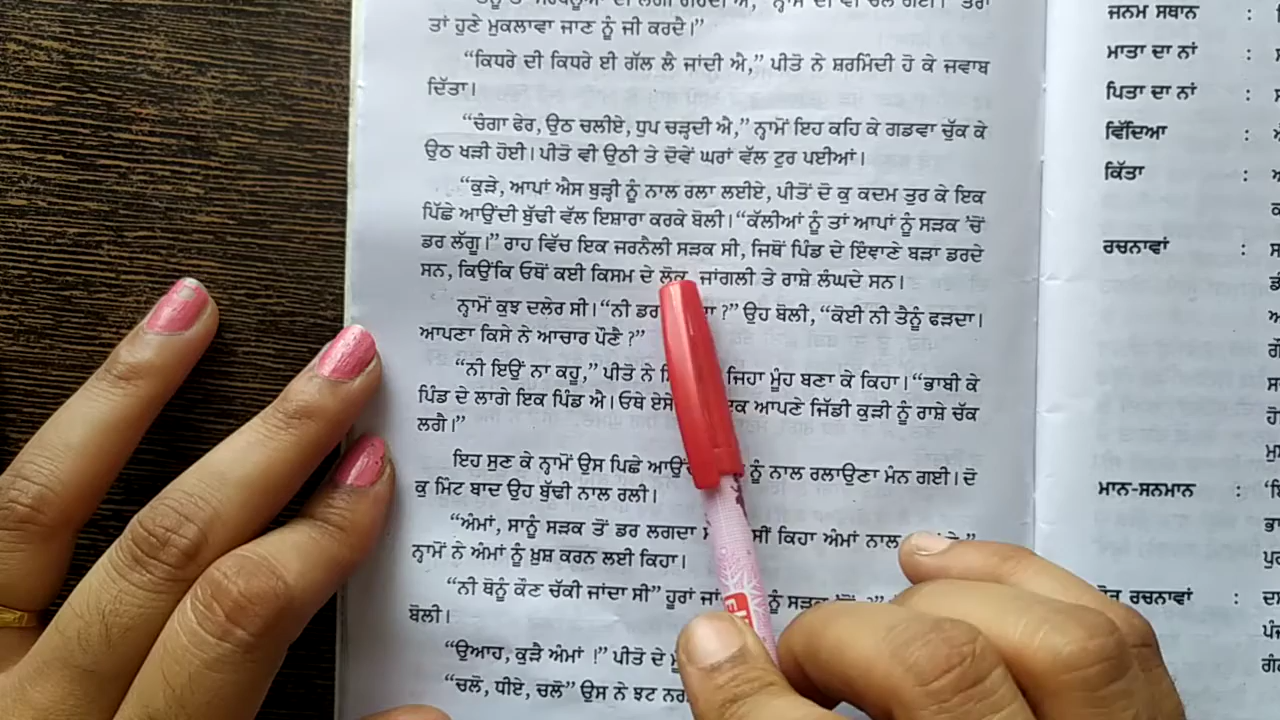 ਤਾਂ ਹੁਣੇ ਮੁਕਲਾਵਾ ਜਾਣ ਨੂੰ ਜੀ ਕਰਦੈ।”
“ਕਿਧਰੇ ਦੀ ਕਿਧਰੇ ਈ ਗੱਲ ਲੈ ਜਾਂਦੀ ਐ,” ਪੀਤੋ ਨੇ ਸ਼ਰਮਿੰਦੀ ਹੋ ਕੇ ਜਵਾਬ
ਦਿੱਤਾ।
“ਚੰਗਾ ਫੇਰ, ਉਠ ਚਲੀਏ, ਧੁਪ ਚੜ੍ਹਦੀ ਐ,” ਨ੍ਹਾਮੋਂ ਇਹ ਕਹਿ ਕੇ ਗਡਵਾ ਚੁੱਕ ਕੇ
ਉਠ ਖੜੀ ਹੋਈ। ਪੀਤੋ ਵੀ ਉਠੀ ਤੇ ਦੋਵੇਂ ਘਰਾਂ ਵੱਲ ਟੁਰ ਪਈਆਂ।
“ਕੁੜੇ, ਆਪਾਂ ਐਸ ਬੁੜ੍ਹੀ ਨੂੰ ਨਾਲ ਰਲਾ ਲਈਏ, ਪੀਤੋਂ ਦੋ ਕੁ ਕਦਮ ਤੁਰ ਕੇ ਇਕ
ਪਿੱਛੇ ਆਉਂਦੀ ਬੁੱਢੀ ਵੱਲ ਇਸ਼ਾਰਾ ਕਰਕੇ ਬੋਲੀ। “ਕੱਲੀਆਂ ਨੂੰ ਤਾਂ ਆਪਾਂ ਨੂੰ ਸੜਕ ’ਚੋਂ
ਡਰ ਲੱਗੂ।” ਰਾਹ ਵਿੱਚ ਇਕ ਜਰਨੈਲੀ ਸੜਕ ਸੀ, ਜਿਥੋਂ ਪਿੰਡ ਦੇ ਇੰਞਾਣੇ ਬੜਾ ਡਰਦੇ
ਸਨ, ਕਿਉਂਕਿ ਓਥੋਂ ਕਈ ਕਿਸਮ ਦੇ ਲੋਕ, ਜਾਂਗਲੀ ਤੇ ਰਾਸ਼ੇ ਲੰਘਦੇ ਸਨ।
ਨ੍ਹਾਮੋਂ ਕੁਝ ਦਲੇਰ ਸੀ। “ਨੀ ਡਰ ?” ਉਹ ਬੋਲੀ, “ਕੋਈ ਨੀ ਤੈਨੂੰ ਫੜਦਾ।
ਆਪਣਾ ਕਿਸੇ ਨੇ ਆਚਾਰ ਪੌਣੈ ?”
“ਨੀ ਇਉਂ ਨਾ ਕਹੁ,” ਪੀਤੋ ਨੇ ਜਿਹਾ ਮੂੰਹ ਬਣਾ ਕੇ ਕਿਹਾ। “ਭਾਬੀ ਕੇ
ਪਿੰਡ ਦੇ ਲਾਗੇ ਇਕ ਪਿੰਡ ਐ। ਓਥੇ ਆਪਣੇ ਜਿੱਡੀ ਕੁੜੀ ਨੂੰ ਰਾਸ਼ੇ ਚੱਕ
ਲਗੈ।”
ਇਹ ਸੁਣ ਕੇ ਨ੍ਹਾਮੋਂ ਉਸ ਪਿਛੇ ਨੂੰ ਨਾਲ ਰਲਾਉਣਾ ਮੰਨ ਗਈ। ਦੋ
ਕੁ ਮਿੰਟ ਬਾਦ ਉਹ ਬੁੱਢੀ ਨਾਲ ਰਲੀ।
“ਅੰਮਾਂ, ਸਾਨੂੰ ਸੜਕ ਤੋਂ ਡਰ ਲਗਦਾ ਕਿਹਾ ਅੰਮਾਂ ਨਾਲ
ਨ੍ਹਾਮੋਂ ਨੇ ਅੰਮਾਂ ਨੂੰ ਖ਼ੁਸ਼ ਕਰਨ ਲਈ ਕਿਹਾ।
“ਨੀ ਥੋਨੂੰ ਕੌਣ ਚੱਕੀ ਜਾਂਦਾ ਸੀ” ਹੂਰਾਂ ਨੂੰ
ਬੋਲੀ।
“ਉਆਹ, ਕੁੜੈ ਅੰਮਾਂ !” ਪੀਤੋ ਦੇ
“ਚਲੋ, ਧੀਏ, ਚਲੋ” ਉਸ ਨੇ ਝਟ
ਜਨਮ ਸਥਾਨ :
ਮਾਤਾ ਦਾ ਨਾਂ :
ਪਿਤਾ ਦਾ ਨਾਂ :
ਵਿੱਦਿਆ :
ਕਿੱਤਾ :
ਰਚਨਾਵਾਂ :
ਮਾਨ-ਸਨਮਾਨ :
ਰਚਨਾਵਾਂ :